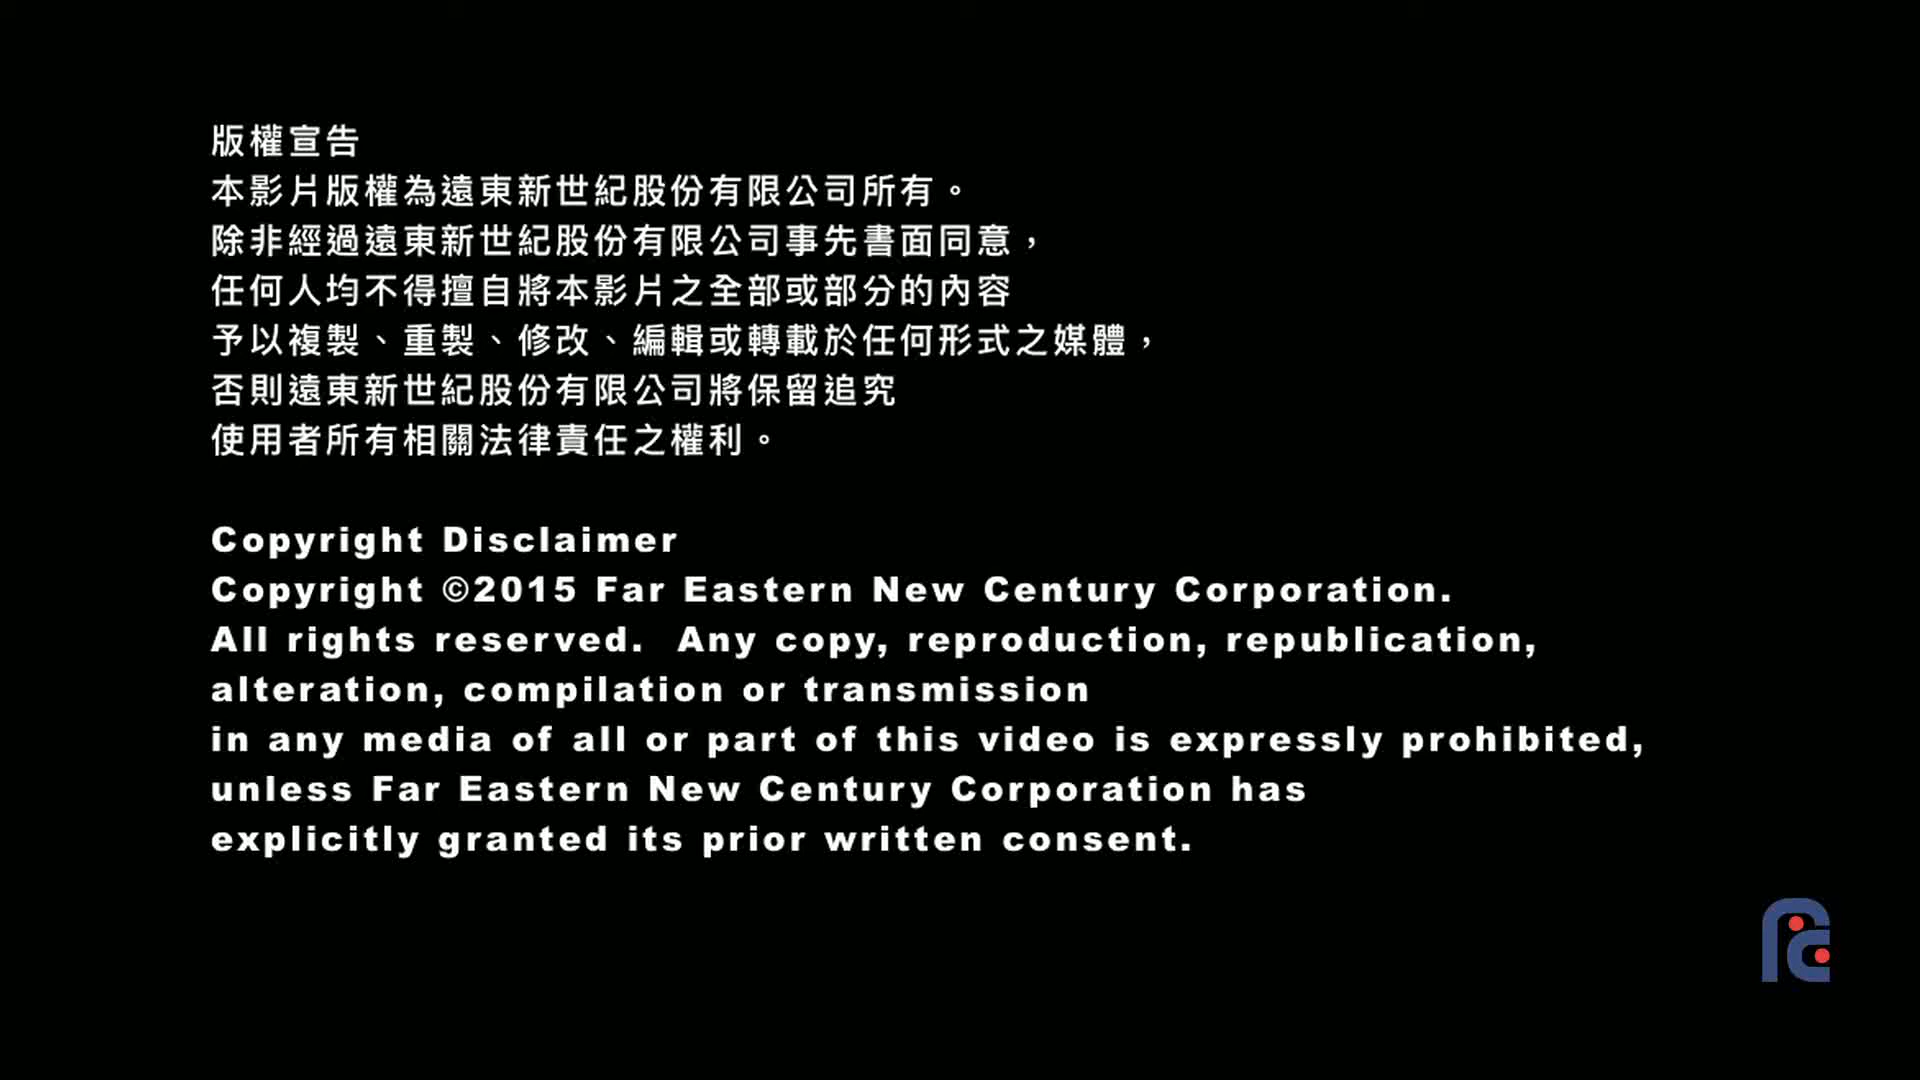 版權宣告
本影片版權為遠東新世紀股份有限公司所有。
除非經過遠東新世紀股份有限公司事先書面同意，
任何人均不得擅自將本影片之全部或部分的內容
予以複製、重製、修改、編輯或轉載於任何形式之媒體，
否則遠東新世紀股份有限公司將保留追究
使用者所有相關法律責任之權利。
Copyright Disclaimer
Copyright ©2015 Far Eastern New Century Corporation.
All rights reserved.  Any copy, reproduction, republication,
alteration, compilation or transmission
in any media of all or part of this video is expressly prohibited,
unless Far Eastern New Century Corporation has
explicitly granted its prior written consent.